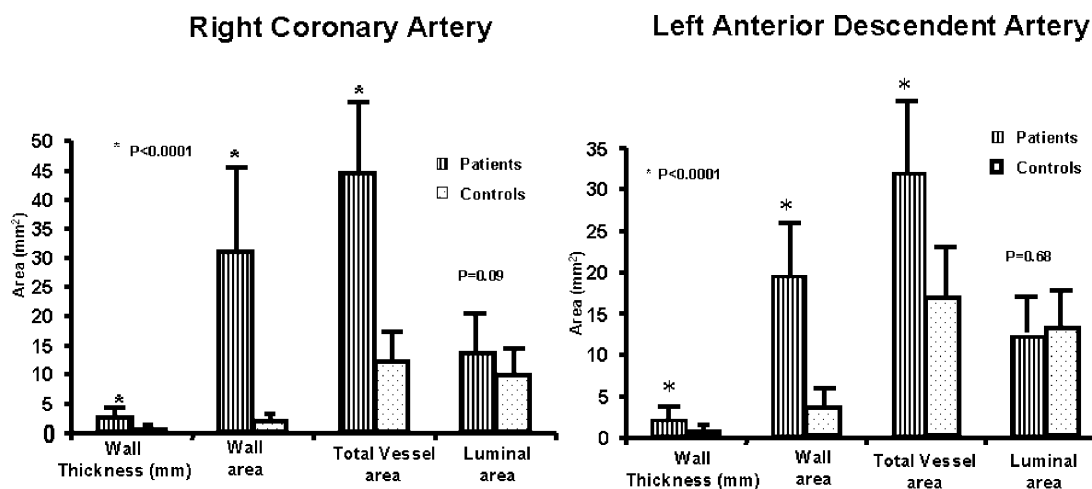 Right Coronary Artery
* P<0.0001
*
*
*
Patients
Controls
P=0.09
Area (mm²)
50
45
40
35
30
25
20
15
10
5
0
Wall
Thickness (mm)
Wall
area
Total Vessel
area
Luminal
area
Left Anterior Descendent Artery
* P<0.0001
*
*
*
Patients
Controls
P=0.68
Area (mm²)
35
30
25
20
15
10
5
0
Wall
Thickness (mm)
Wall
area
Total Vessel
area
Luminal
area